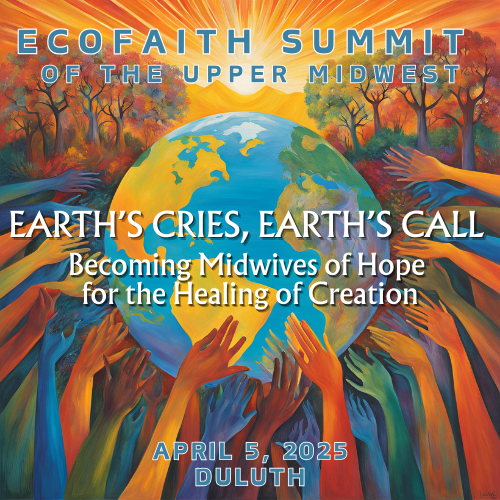 ECOFAITH SUMMIT
OF THE UPPER MIDWEST
EARTH'S CRIES, EARTH'S CALL
Becoming Midwives of Hope
for the Healing of Creation
APRIL 5, 2025
DULUTH